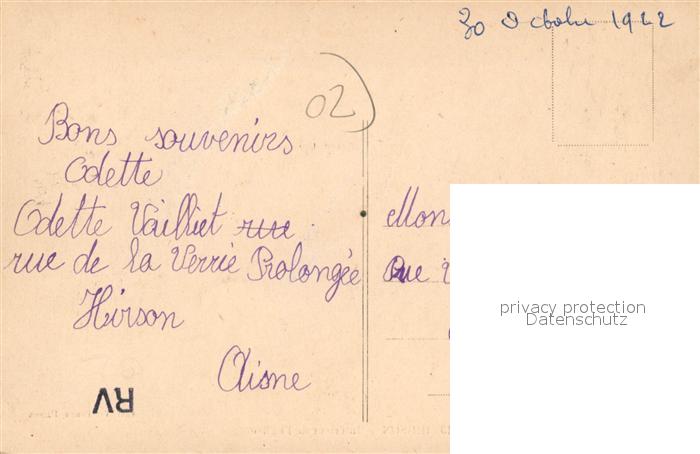 30 Octobre 1922
02
Bons souvenirs
Odette
Odette Vailliet rue
rue de la Verrie Prolongée
Hirson
Aisne
RV
Mon
Rue V
privacy protection
Datenschutz